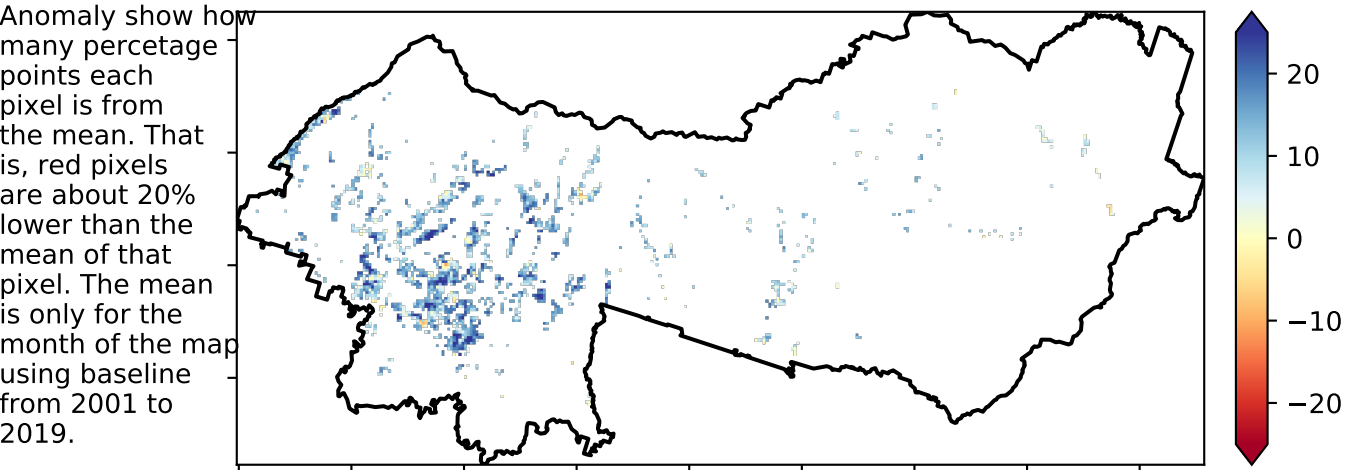 Anomaly show how
many percetage
points each
pixel is from
the mean. That
is, red pixels
are about 20%
lower than the
mean of that
pixel. The mean
is only for the
month of the map
using baseline
from 2001 to
2019.
20
10
0
−10
−20